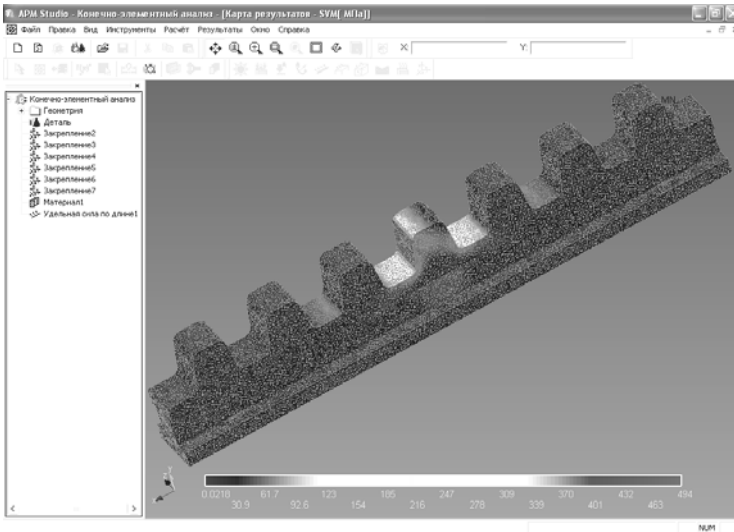 APM Studio - Конечно-элементный анализ - [Карта результатов - SVM[ МПа]]
Файл Правка Вид Инструменты Расчёт Результаты Окно Справка
X: Y:
Конечно-элементный анализ
Геометрия
Деталь
Закрепление2
Закрепление3
Закрепление4
Закрепление5
Закрепление6
Закрепление7
Материал1
Удельная сила по длине1
MN
0.0218 61.7 123 185 247 309 370 432 494
30.9 92.6 154 216 278 339 401 463
NUM